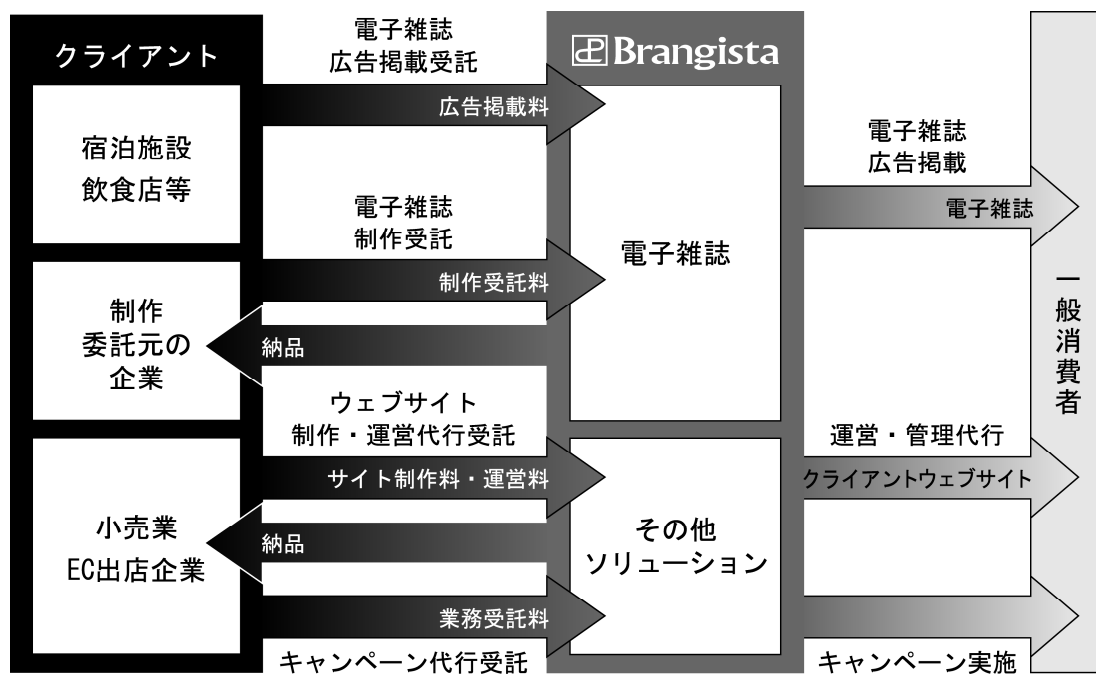 クライアント
宿泊施設
飲食店等
制作
委託元の
企業
小売業
EC出店企業
電子雑誌
広告掲載受託
広告掲載料
電子雑誌
制作受託
制作受託料
納品
ウェブサイト
制作・運営代行受託
サイト制作料・運営料
納品
業務受託料
キャンペーン代行受託
Brangista
電子雑誌
その他
ソリューション
電子雑誌
広告掲載
電子雑誌
運営・管理代行
クライアントウェブサイト
キャンペーン実施
一般消費者